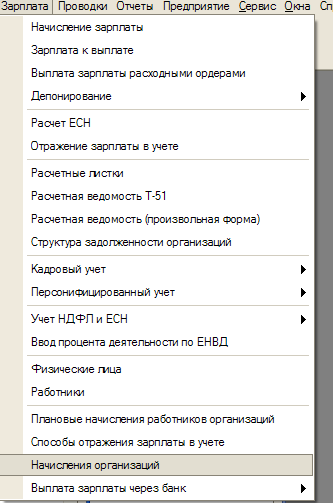 Зарплата Проводки Отчеты Предприятие Сервис Окна Сп
Начисление зарплаты
Зарплата к выплате
Выплата зарплаты расходными ордерами
Депонирование
Расчет ЕСН
Отражение зарплаты в учете
Расчетные листки
Расчетная ведомость Т-51
Расчетная ведомость (произвольная форма)
Структура задолженности организаций
Кадровый учет
Персонифицированный учет
Учет НДФЛ и ЕСН
Ввод процента деятельности по ЕНВД
Физические лица
Работники
Плановые начисления работников организаций
Способы отражения зарплаты в учете
Начисления организаций
Выплата зарплаты через банк